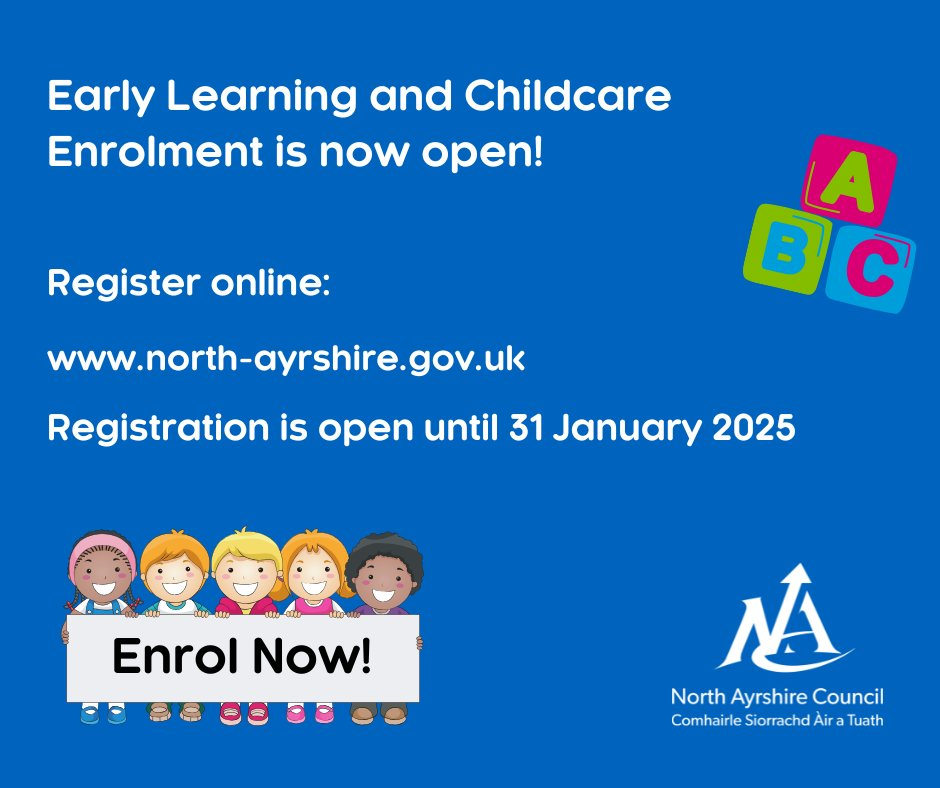 Early Learning and Childcare
Enrolment is now open!
A
B
C
Register online:
www.north-ayrshire.gov.uk
Registration is open until 31 January 2025
Enrol Now!
NA
North Ayrshire Council
Comhairle Siorrachd Àir a Tuath